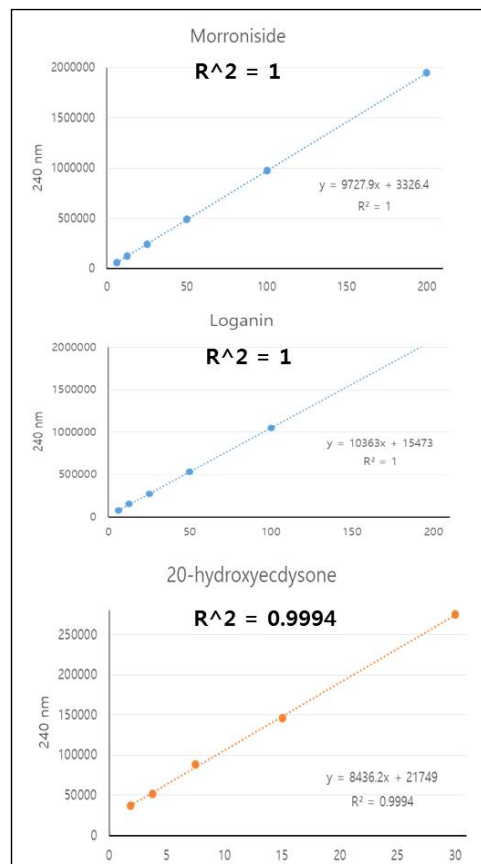 Morroniside
R^2 = 1
2000000
1500000
1000000
500000
0
240 nm
y = 9727.9x + 3326.4
R² = 1
0 50 100 150 200
Loganin
R^2 = 1
2000000
1500000
1000000
500000
0
240 nm
y = 10363x + 15473
R² = 1
0 50 100 150 200
20-hydroxyecdysone
R^2 = 0.9994
250000
200000
150000
100000
50000
0
240 nm
y = 8436.2x + 21749
R² = 0.9994
0 5 10 15 20 25 30